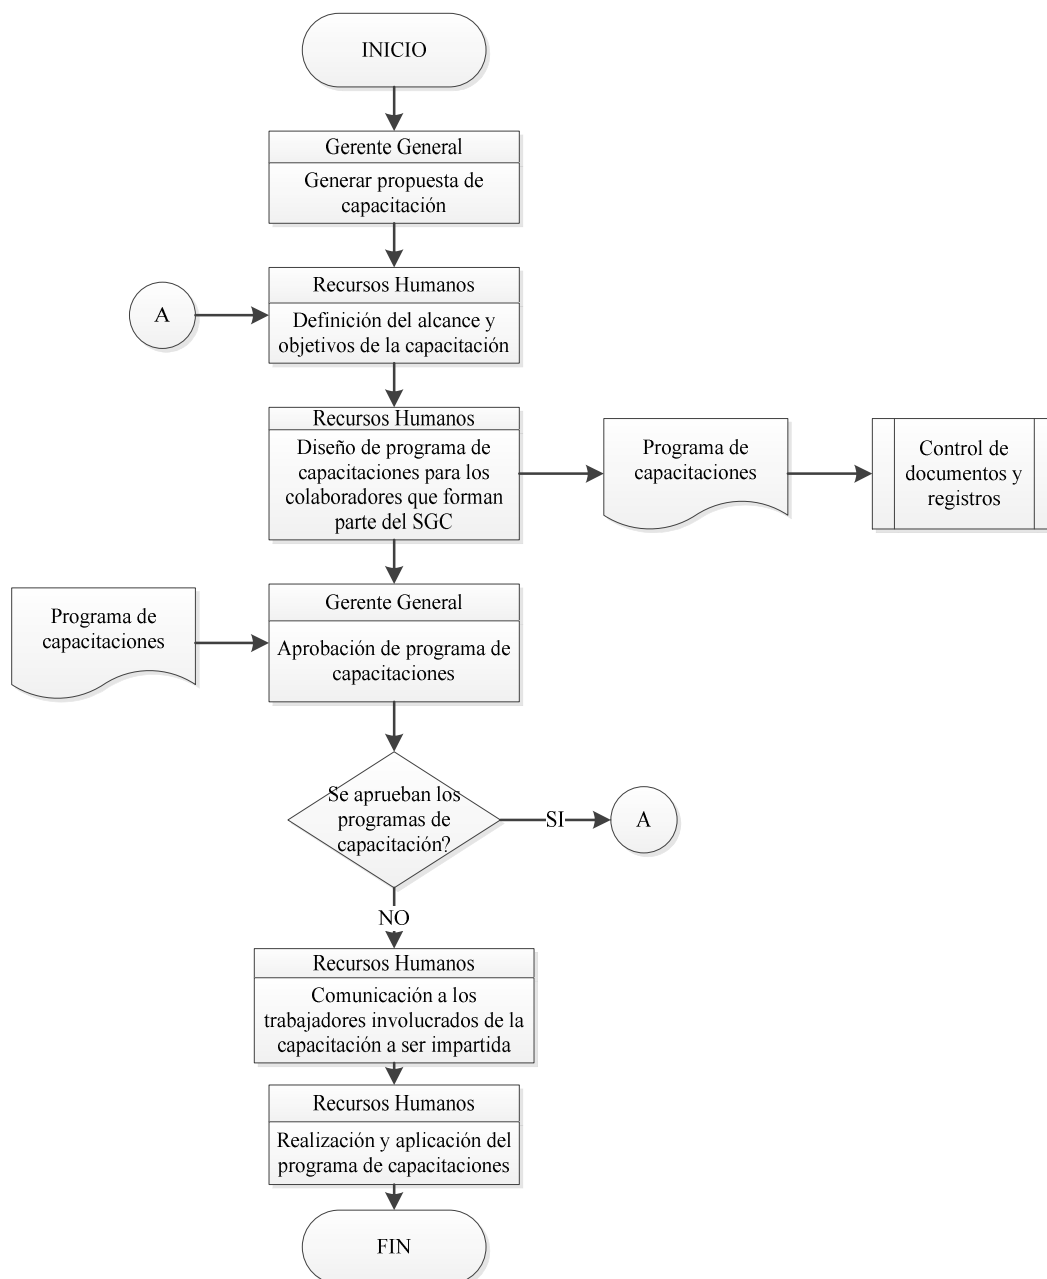 INICIO
Gerente General
Generar propuesta de
capacitación
Recursos Humanos
A
Definición del alcance y
objetivos de la capacitación
Recursos Humanos
Diseño de programa de
capacitaciones para los
colaboradores que forman
parte del SGC
Programa de
capacitaciones
Control de
documentos y
registros
Gerente General
Programa de
capacitaciones
Aprobación de programa de
capacitaciones
Se aprueban los
programas de
capacitación?
SI
A
NO
Recursos Humanos
Comunicación a los
trabajadores involucrados de la
capacitación a ser impartida
Recursos Humanos
Realización y aplicación del
programa de capacitaciones
FIN